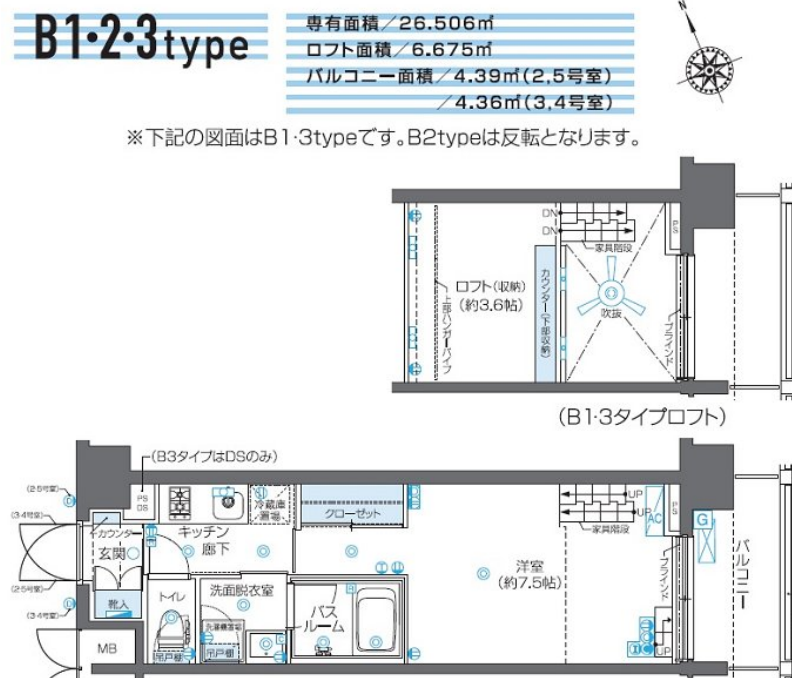 B1・2・3type
専有面積／26.506㎡
ロフト面積／6.675㎡
バルコニー面積／4.39㎡(2,5号室)
／4.36㎡(3,4号室)
N
※下記の図面はB1・3typeです。B2typeは反転となります。
DN
DN
家具階段
PS
ロフト(収納)
(約3.6帖)
上部ハンガーパイプ
カウンター(下部収納)
吹抜
ブラインド
(B1・3タイプロフト)
(B3タイプはDSのみ)
(2・5号室)
(3・4号室)
PS
DS
冷蔵庫
置場
クローゼット
UP
UP
家具階段
AC
PS
G
カウンター
玄関
キッチン
廊下
洋室
(約7.5帖)
ブラインド
バルコニー
(2・5号室)
(3・4号室)
靴入
トイレ
洗面脱衣室
バス
ルーム
洗濯機置場
吊戸棚
吊戸棚
UP
MB